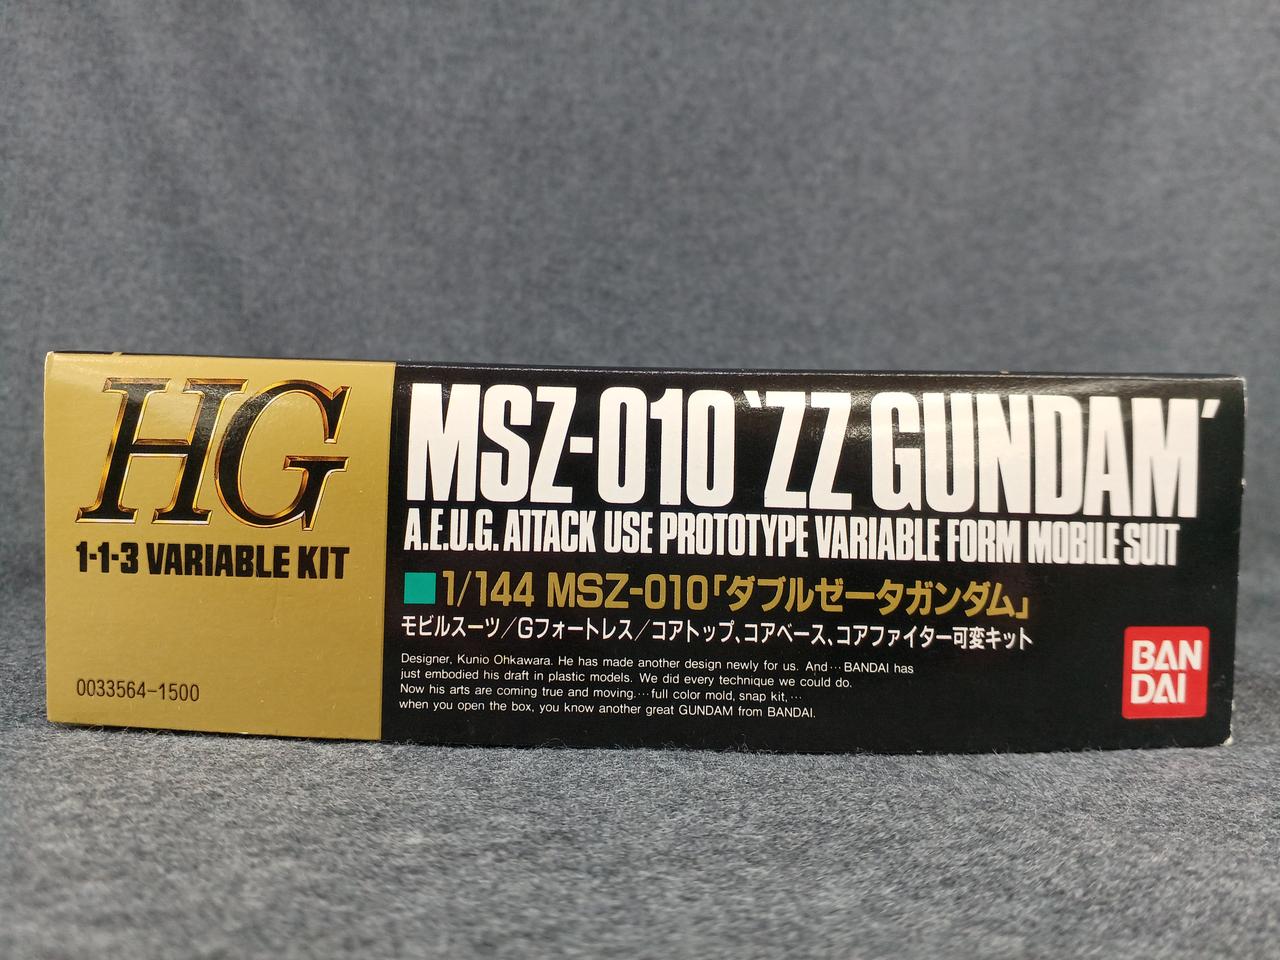 HG
1-1-3 VARIABLE KIT
0033564-1500
MSZ-010 'ZZ GUNDAM'
A.E.U.G. ATTACK USE PROTOTYPE VARIABLE FORM MOBILE SUIT
1/144 MSZ-010「ダブルゼータガンダム」
モビルスーツ/Gフォートレス/コアトップ、コアベース、コアファイター可変キット
Designer, Kunio Ohkawara. He has made another design newly for us. And…BANDAI has
just embodied his draft in plastic models. We did every technique we could do.
Now his arts are coming true and moving.…full color mold, snap kit,…
when you open the box, you know another great GUNDAM from BANDAI.
BAN
DAI